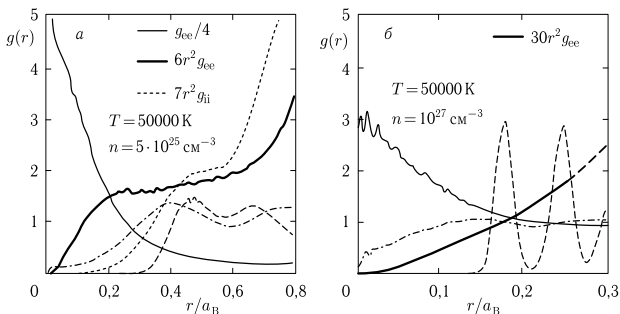 g(r)
5
4
3
2
1
0
а
g_ee/4
6r²g_ee
7r²g_ii
T = 50000 К
n = 5 · 10²⁵ см⁻³
0,2
0,4
0,6
0,8
r/a_B
g(r)
5
4
3
2
1
0
б
30r²g_ee
T = 50000 К
n = 10²⁷ см⁻³
0,1
0,2
0,3
r/a_B